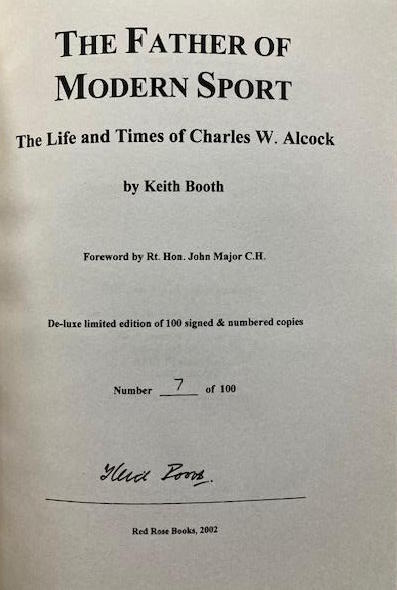 THE FATHER OF
MODERN SPORT
The Life and Times of Charles W. Alcock
by Keith Booth
Foreword by Rt. Hon. John Major C.H.
De-luxe limited edition of 100 signed & numbered copies
Number 7 of 100
Keith Booth
Red Rose Books, 2002